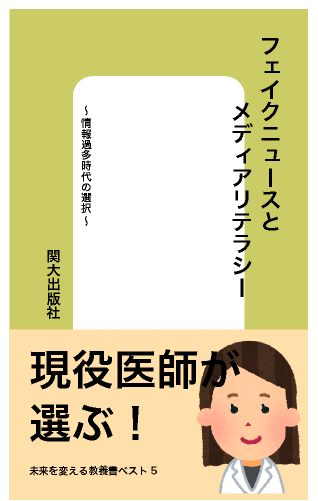 フェイクニュースと
メディアリテラシー
～情報過多時代の選択～
関大出版社
現役医師が
選ぶ！
未来を変える教養書ベスト5